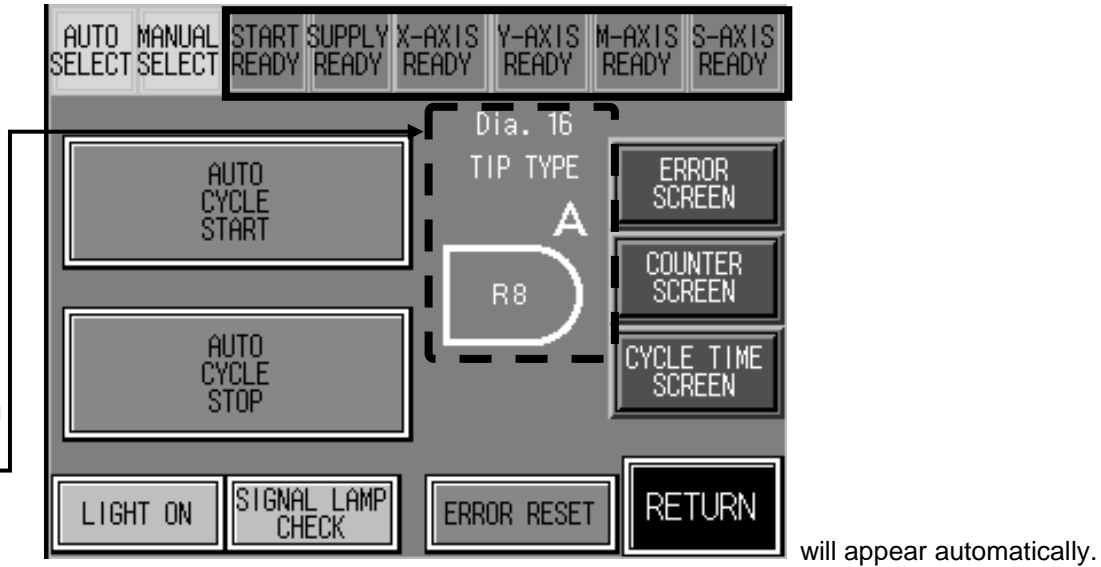 AUTO MANUAL START SUPPLY X-AXIS Y-AXIS M-AXIS S-AXIS
SELECT SELECT READY READY READY READY READY READY
Dia. 16
TIP TYPE
A
R8
AUTO
CYCLE
START
AUTO
CYCLE
STOP
ERROR
SCREEN
COUNTER
SCREEN
CYCLE TIME
SCREEN
LIGHT ON
SIGNAL LAMP
CHECK
ERROR RESET
RETURN
will appear automatically.